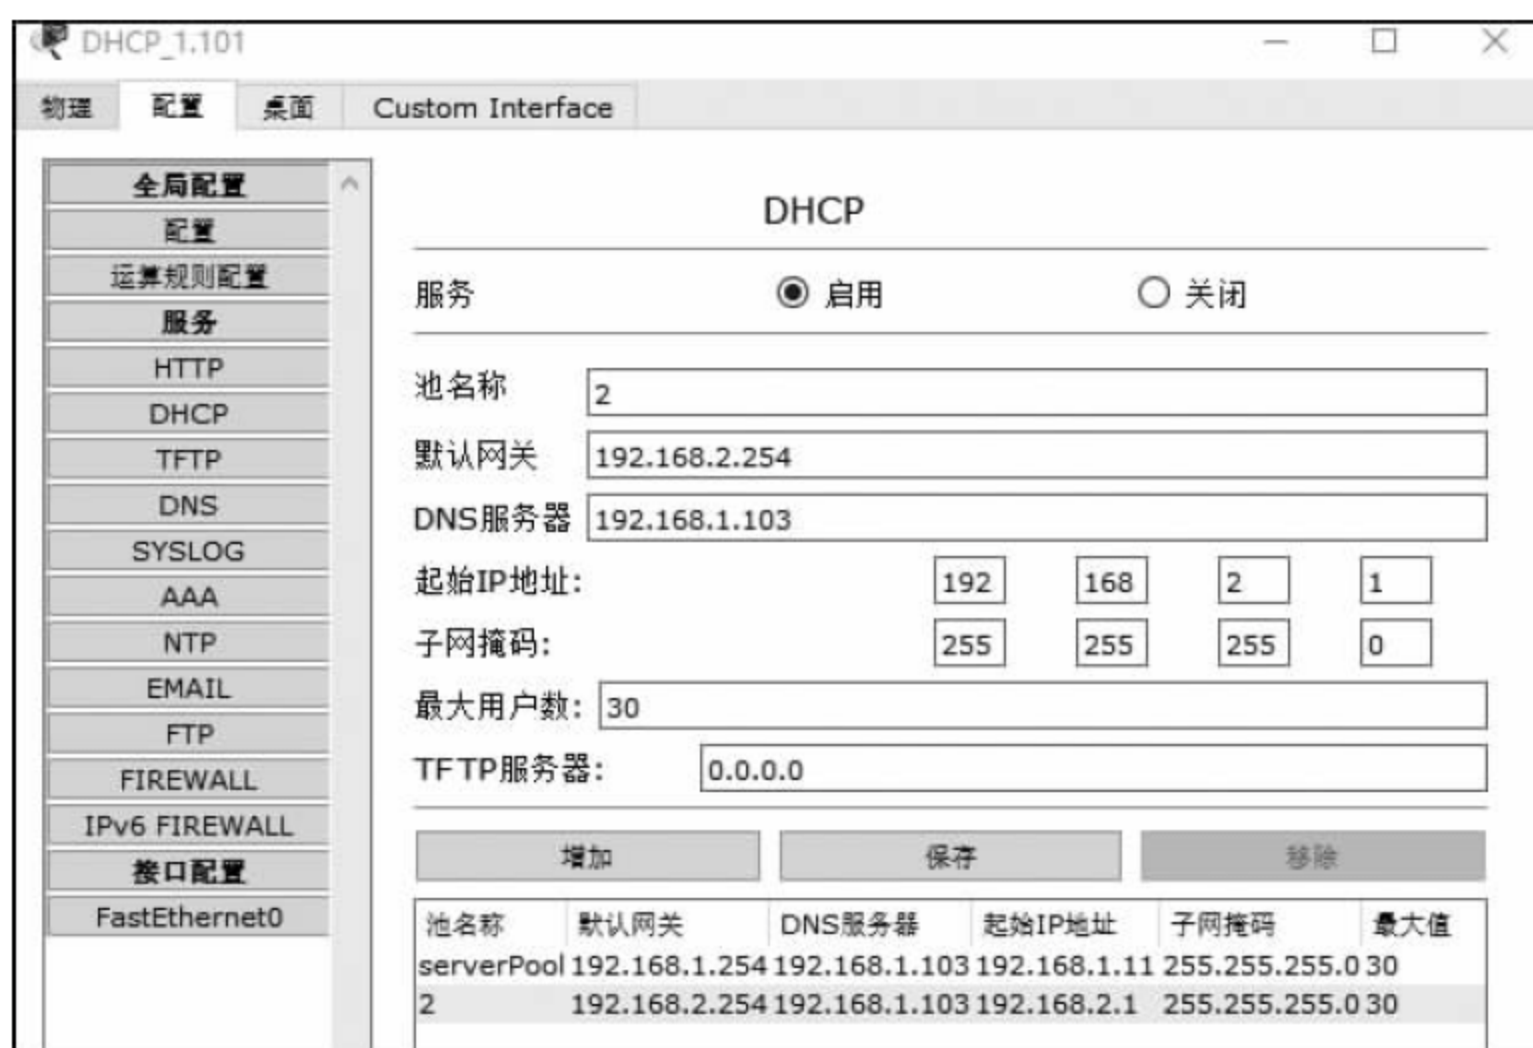 DHCP_1.101
物理 配置 桌面 Custom Interface
全局配置
配置
运算规则配置
服务
HTTP
DHCP
TFTP
DNS
SYSLOG
AAA
NTP
EMAIL
FTP
FIREWALL
IPv6 FIREWALL
接口配置
FastEthernet0
DHCP
服务 启用 关闭
池名称 2
默认网关 192.168.2.254
DNS服务器 192.168.1.103
起始IP地址: 192 168 2 1
子网掩码: 255 255 255 0
最大用户数: 30
TFTP服务器: 0.0.0.0
增加 保存 移除
池名称 默认网关 DNS服务器 起始IP地址 子网掩码 最大值
serverPool 192.168.1.254 192.168.1.103 192.168.1.11 255.255.255.0 30
2 192.168.2.254 192.168.1.103 192.168.2.1 255.255.255.0 30